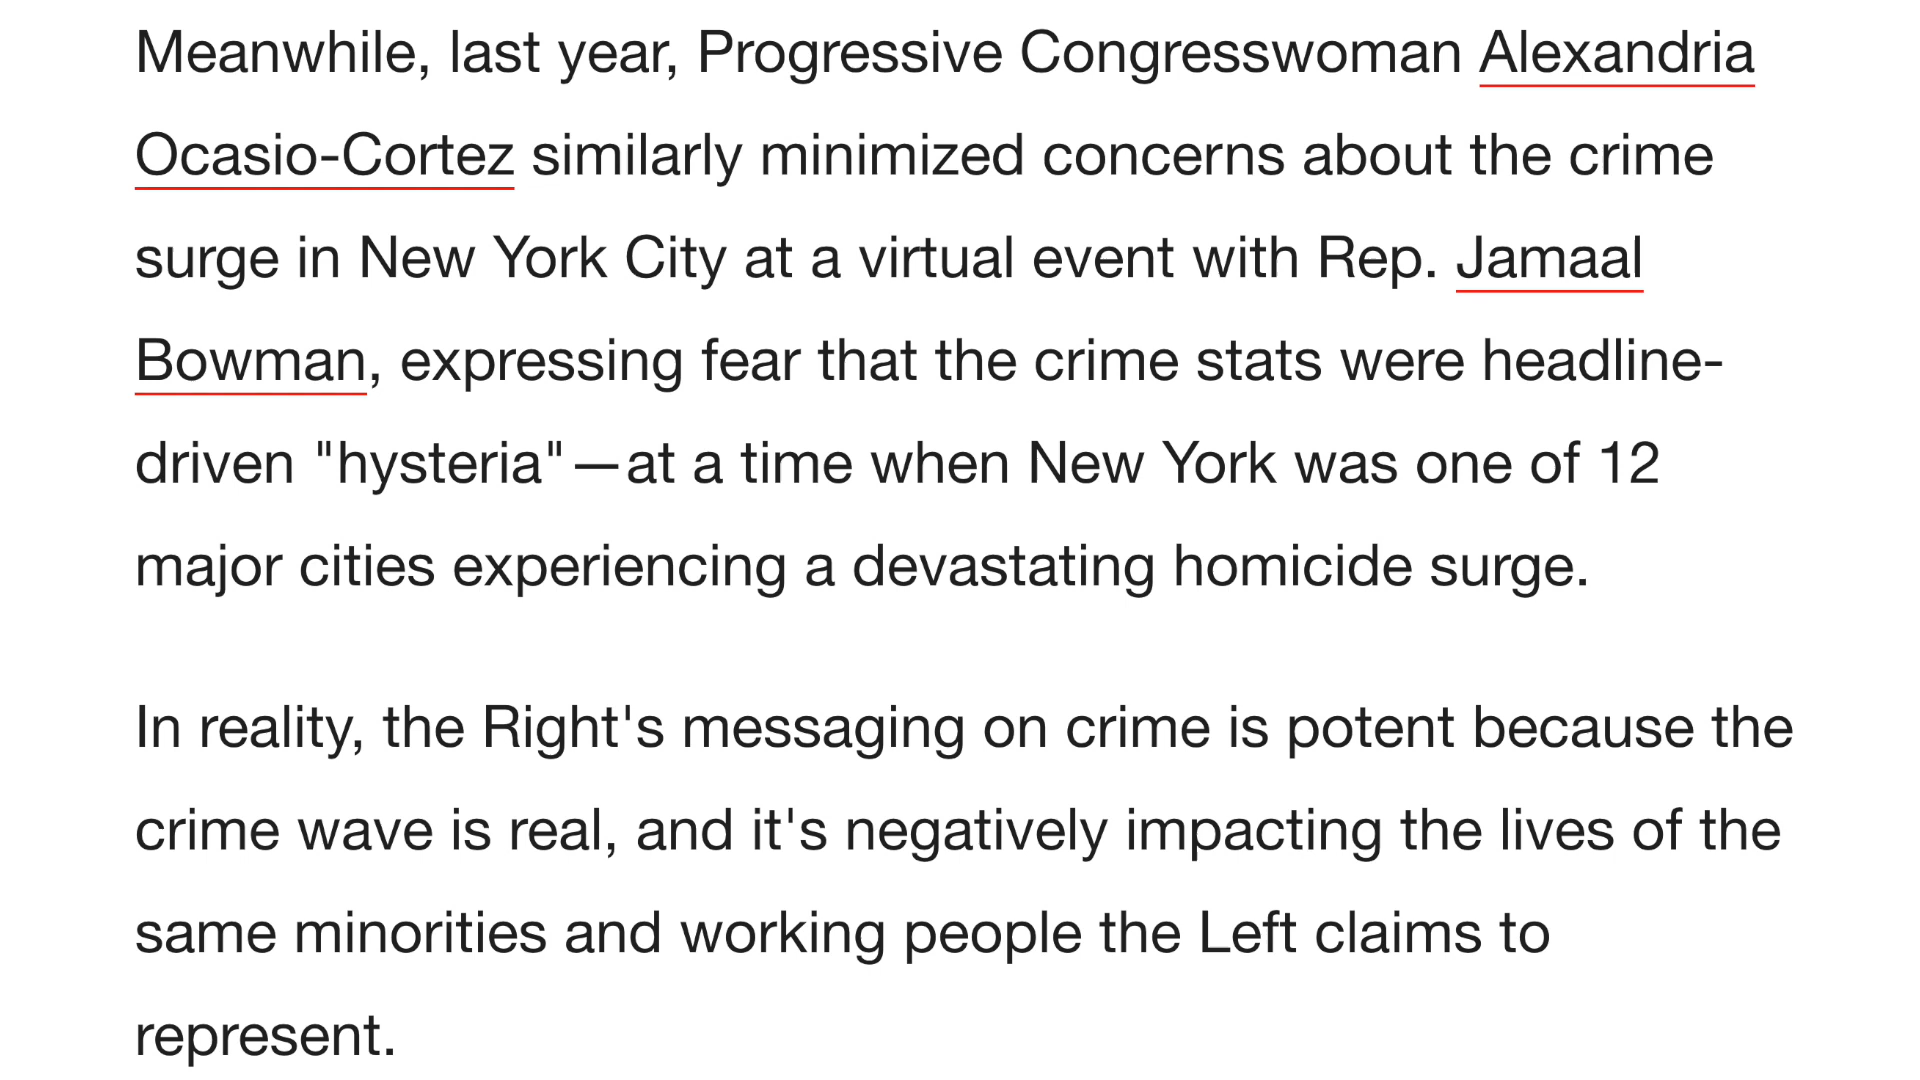 Meanwhile, last year, Progressive Congresswoman Alexandria
Ocasio-Cortez similarly minimized concerns about the crime
surge in New York City at a virtual event with Rep. Jamaal
Bowman, expressing fear that the crime stats were headline-
driven "hysteria"—at a time when New York was one of 12
major cities experiencing a devastating homicide surge.
In reality, the Right's messaging on crime is potent because the
crime wave is real, and it's negatively impacting the lives of the
same minorities and working people the Left claims to
represent.